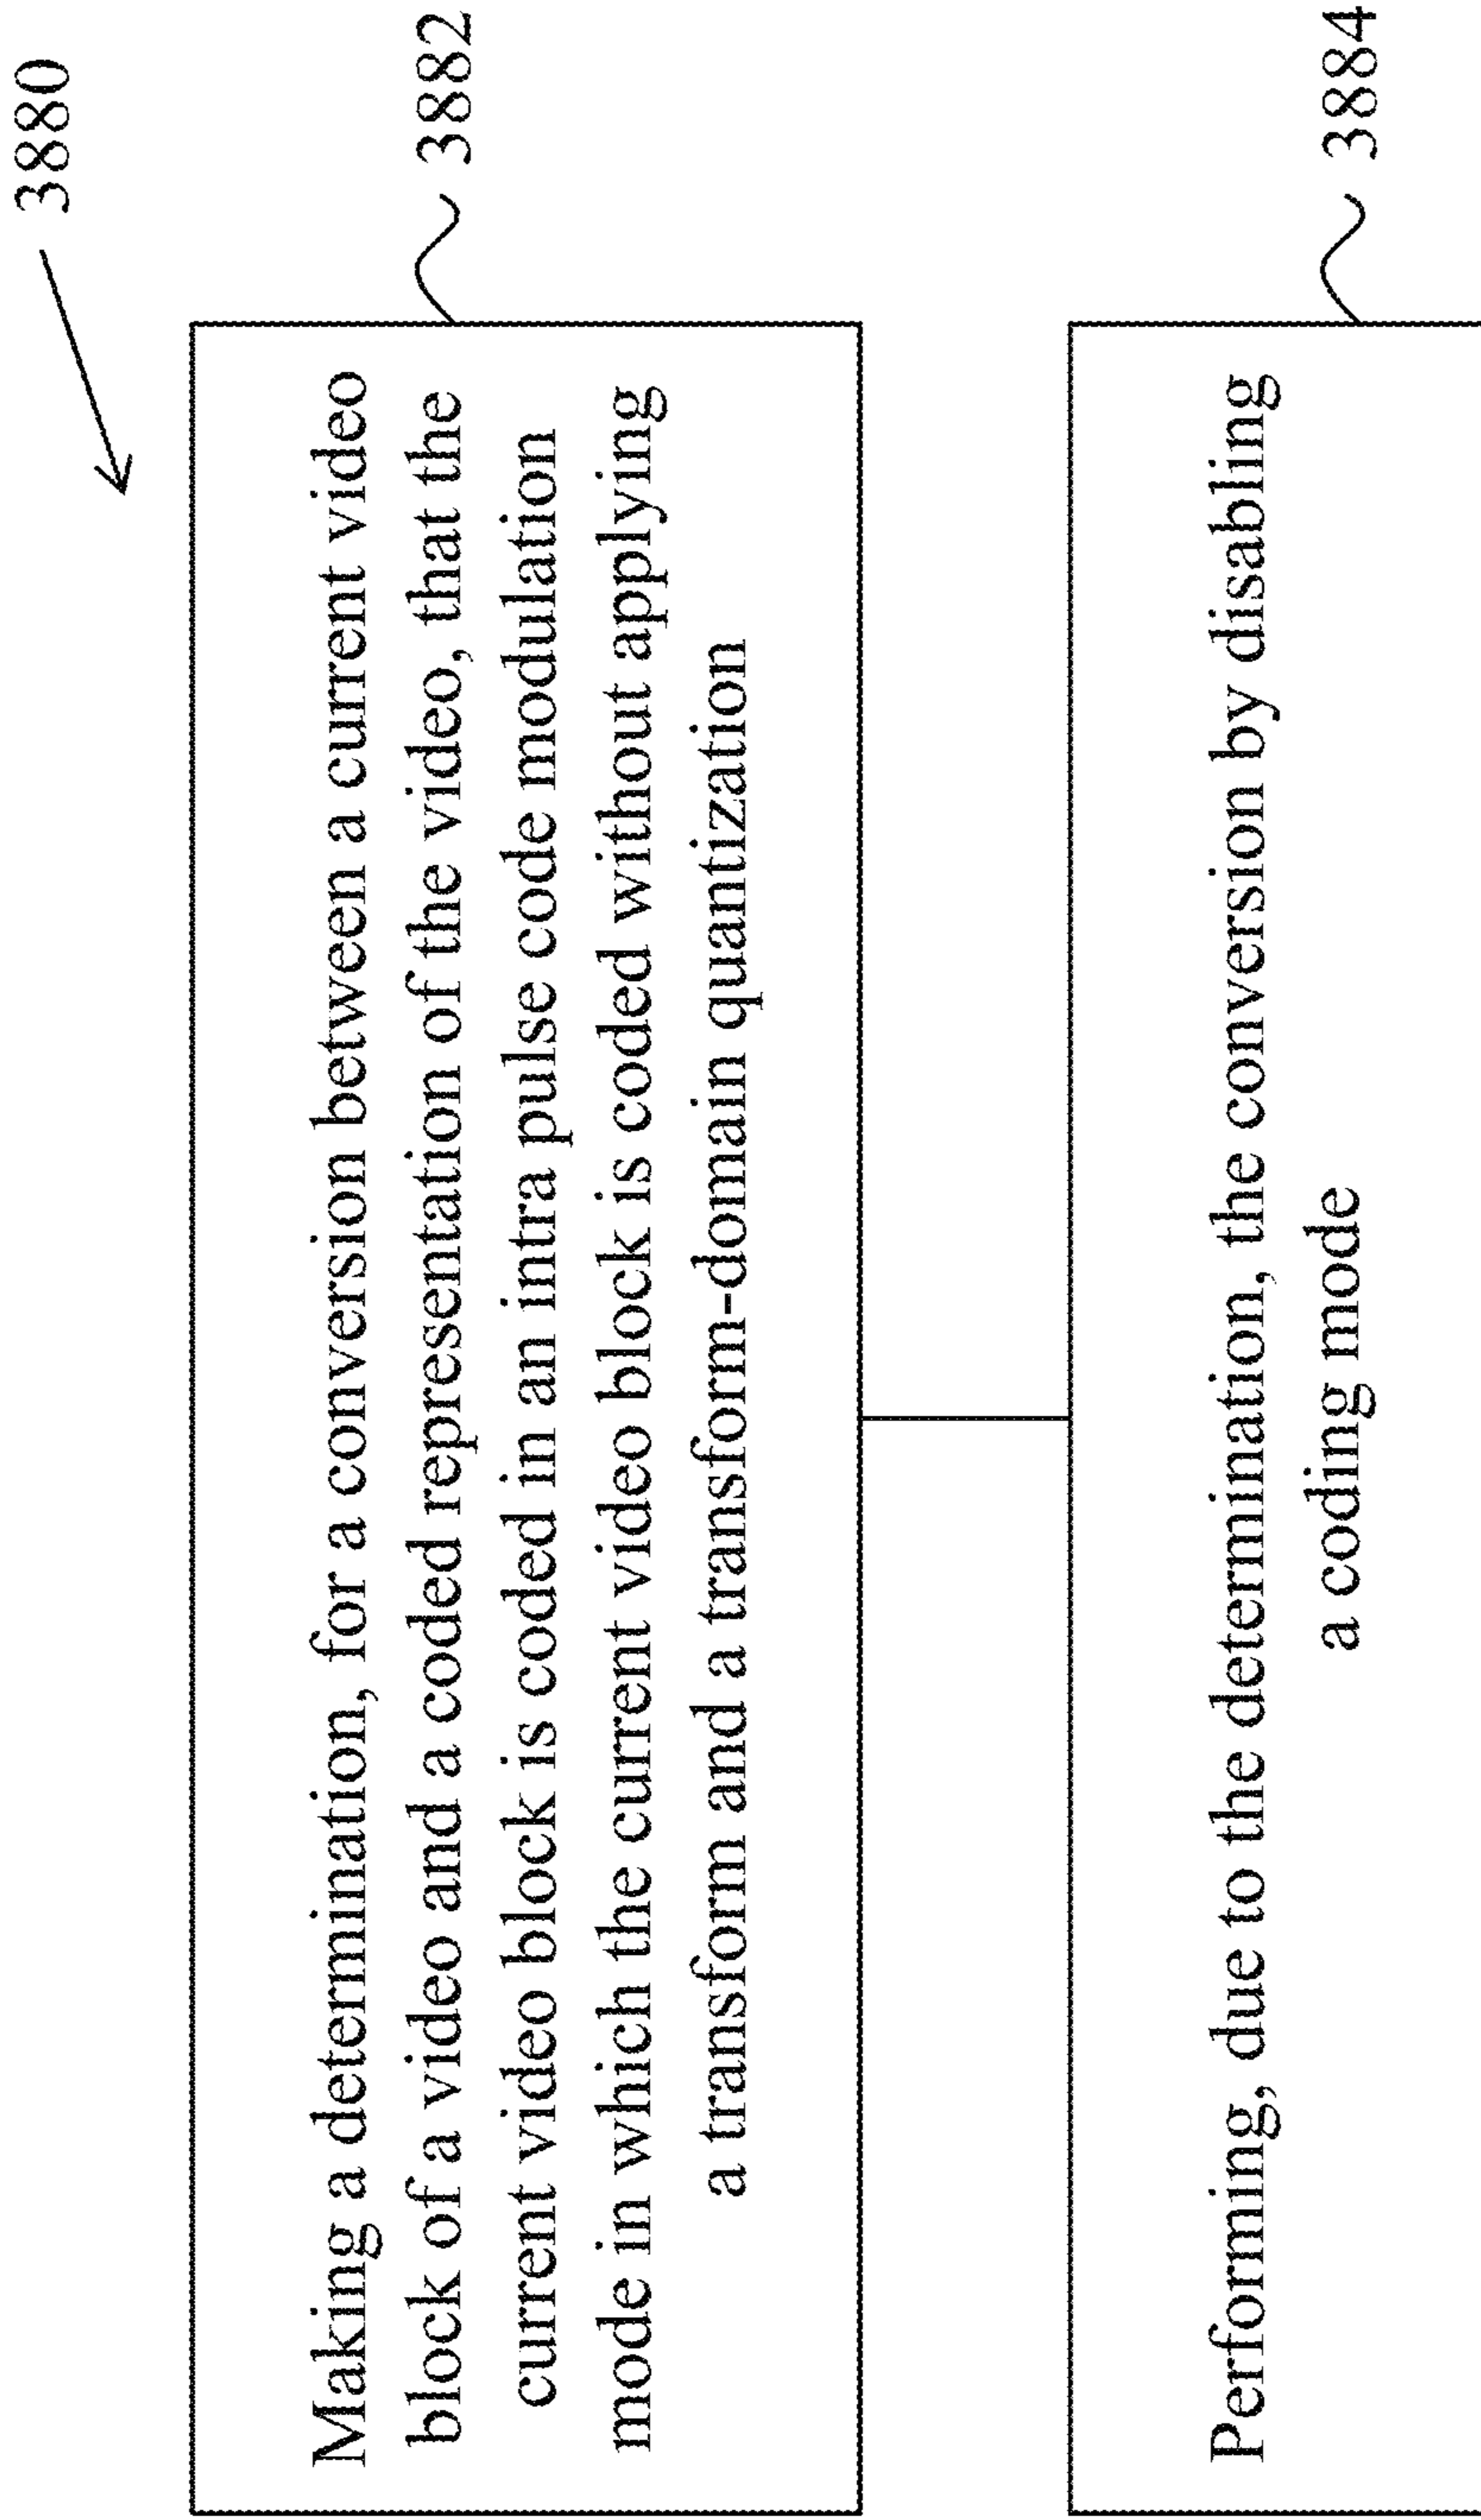 3880
Making a determination, for a conversion between a current video
block of a video and a coded representation of the video, that the
current video block is coded in an intra pulse code modulation
mode in which the current video block is coded without applying
a transform and a transform-domain quantization
3882
Performing, due to the determination, the conversion by disabling
a coding mode
3884